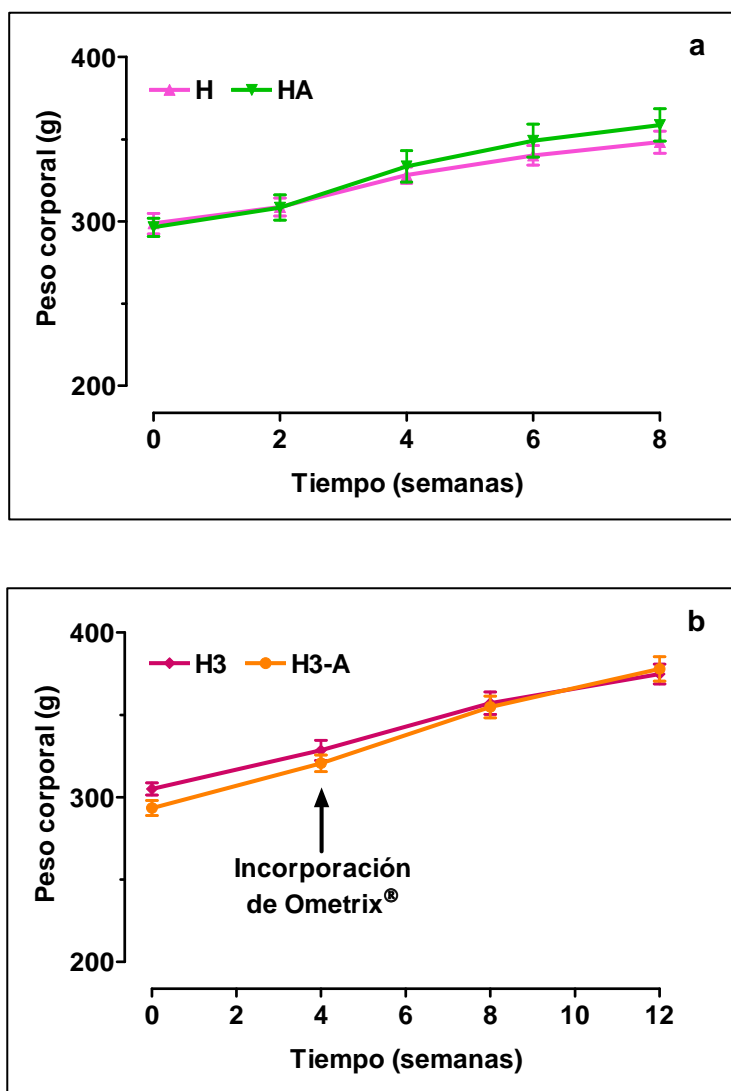 a
H HA
Peso corporal (g)
400
300
200
0 2 4 6 8
Tiempo (semanas)
b
H3 H3-A
Peso corporal (g)
400
300
200
Incorporación
de Ometrix®
0 2 4 6 8 10 12
Tiempo (semanas)